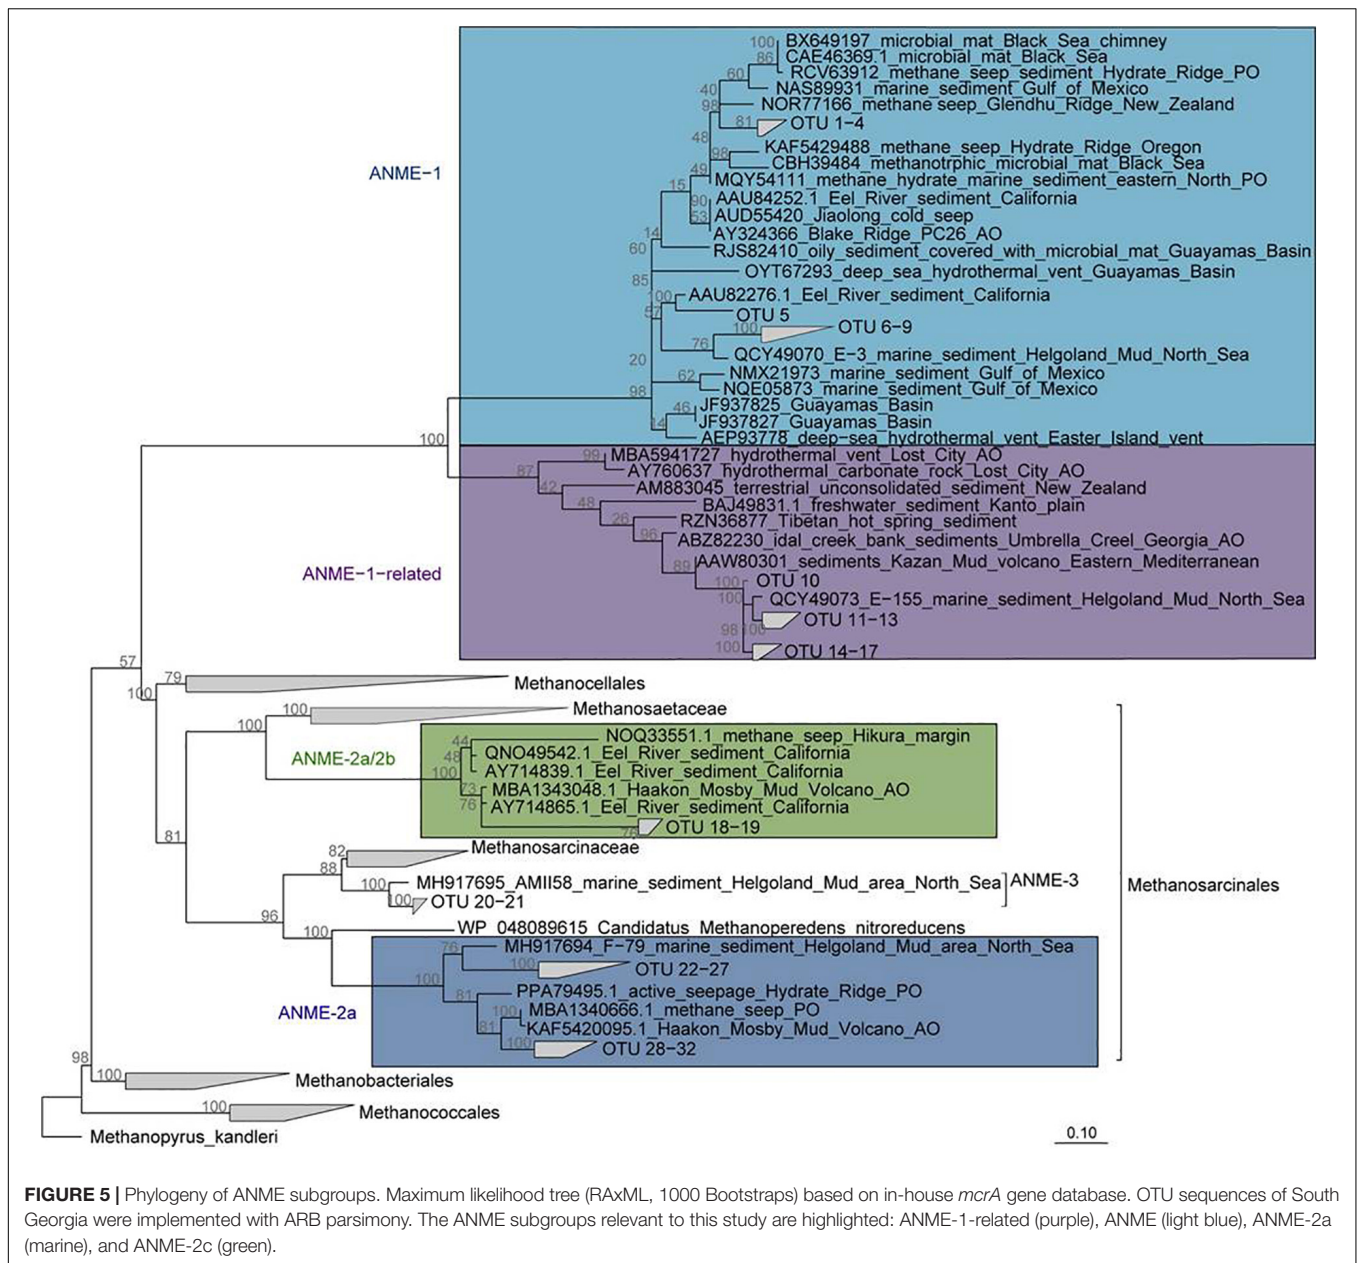 100 BX649197_microbial_mat_Black_Sea_chimney
86 CAE46369.1_microbial_mat_Black_Sea
60 RCV63912_methane_seep_sediment_Hydrate_Ridge_PO
40 NAS89931_marine_sediment_Gulf_of_Mexico
98 NOR77166_methane seep_Glendhu_Ridge_New_Zealand
81 OTU 1-4
48
98 KAF5429488_methane_seep_Hydrate_Ridge_Oregon
CBH39484_methanotrphic_microbial_mat_Black_Sea
49
ANME-1
15 MQY54111_methane_hydrate_marine_sediment_eastern_North_PO
90 AAU84252.1_Eel_River_sediment_California
53 AUD55420_Jiaolong_cold_seep
14 AY324366_Blake_Ridge_PC26_AO
60 RJS82410_oily_sediment_covered_with_microbial_mat_Guayamas_Basin
85 OYT67293_deep_sea_hydrothermal_vent_Guayamas_Basin
100 AAU82276.1_Eel_River_sediment_California
57 OTU 5
100 OTU 6-9
76 QCY49070_E-3_marine_sediment_Helgoland_Mud_North_Sea
20
62 NMX21973_marine_sediment_Gulf_of_Mexico
98 NQE05873_marine_sediment_Gulf_of_Mexico
46 JF937825_Guayamas_Basin
14 JF937827_Guayamas_Basin
AEP93778_deep-sea_hydrothermal_vent_Easter_Island_vent
100
99 MBA5941727_hydrothermal_vent_Lost_City_AO
87 AY760637_hydrothermal_carbonate_rock_Lost_City_AO
42 AM883045_terrestrial_unconsolidated_sediment_New_Zealand
48 BAJ49831.1_freshwater_sediment_Kanto_plain
26 RZN36877_Tibetan_hot_spring_sediment
96 ABZ82230_idal_creek_bank_sediments_Umbrella_Creel_Georgia_AO
89 AAW80301_sediments_Kazan_Mud_volcano_Eastern_Mediterranean
ANME-1-related
100 OTU 10
100 QCY49073_E-155_marine_sediment_Helgoland_Mud_North_Sea
98 100 OTU 11-13
100 OTU 14-17
57
100 79 Methanocellales
100 100 Methanosaetaceae
44 NOQ33551.1_methane_seep_Hikura_margin
48 QNO49542.1_Eel_River_sediment_California
ANME-2a/2b
100 AY714839.1_Eel_River_sediment_California
73 MBA1343048.1_Haakon_Mosby_Mud_Volcano_AO
76 AY714865.1_Eel_River_sediment_California
76 OTU 18-19
81
82 Methanosarcinaceae
88
100 MH917695_AMII58_marine_sediment_Helgoland_Mud_area_North_Sea ANME-3
Methanosarcinales
100 OTU 20-21
96
100 WP_048089615_Candidatus_Methanoperedens_nitroreducens
76 MH917694_F-79_marine_sediment_Helgoland_Mud_area_North_Sea
100 OTU 22-27
100
81 PPA79495.1_active_seepage_Hydrate_Ridge_PO
ANME-2a
100 MBA1340666.1_methane_seep_PO
81 KAF5420095.1_Haakon_Mosby_Mud_Volcano_AO
100 OTU 28-32
98
100 Methanobacteriales
100 Methanococcales
Methanopyrus_kandleri
0.10
FIGURE 5 | Phylogeny of ANME subgroups. Maximum likelihood tree (RAxML, 1000 Bootstraps) based on in-house mcrA gene database. OTU sequences of South
Georgia were implemented with ARB parsimony. The ANME subgroups relevant to this study are highlighted: ANME-1-related (purple), ANME (light blue), ANME-2a
(marine), and ANME-2c (green).